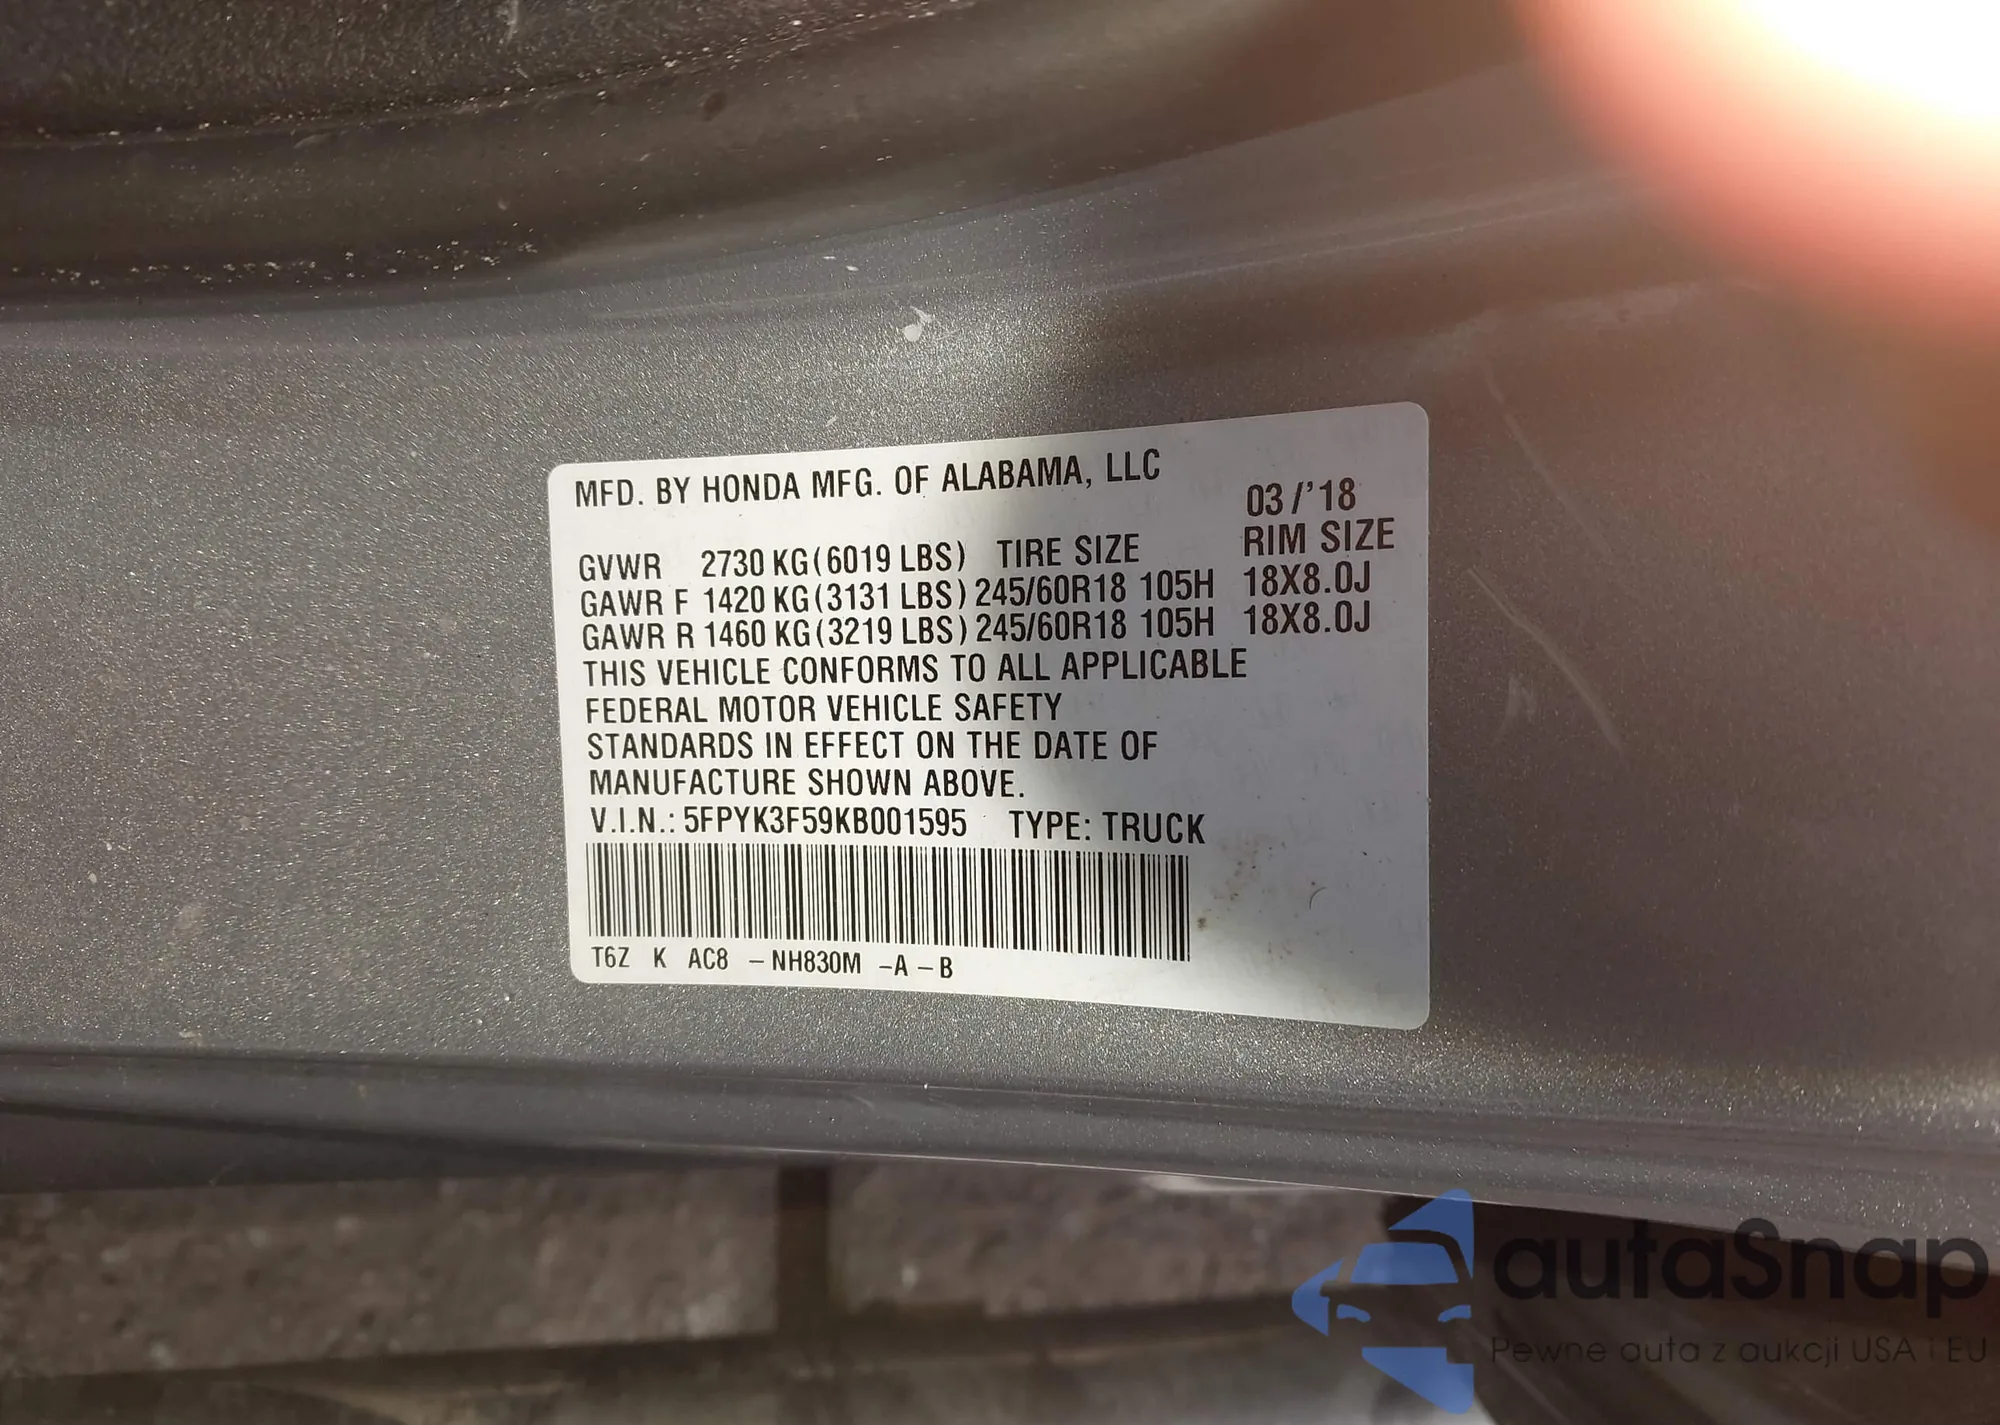 MFD. BY HONDA MFG. OF ALABAMA, LLC
03 /'18
GVWR 2730 KG(6019 LBS) TIRE SIZE RIM SIZE
GAWR F 1420 KG(3131 LBS) 245/60R18 105H 18X8.0J
GAWR R 1460 KG(3219 LBS) 245/60R18 105H 18X8.0J
THIS VEHICLE CONFORMS TO ALL APPLICABLE
FEDERAL MOTOR VEHICLE SAFETY
STANDARDS IN EFFECT ON THE DATE OF
MANUFACTURE SHOWN ABOVE.
V.I.N.: 5FPYK3F59KB001595 TYPE: TRUCK
T6Z K AC8 -NH830M -A -B
autaSnap
Pewne auta z aukcji USA i EU